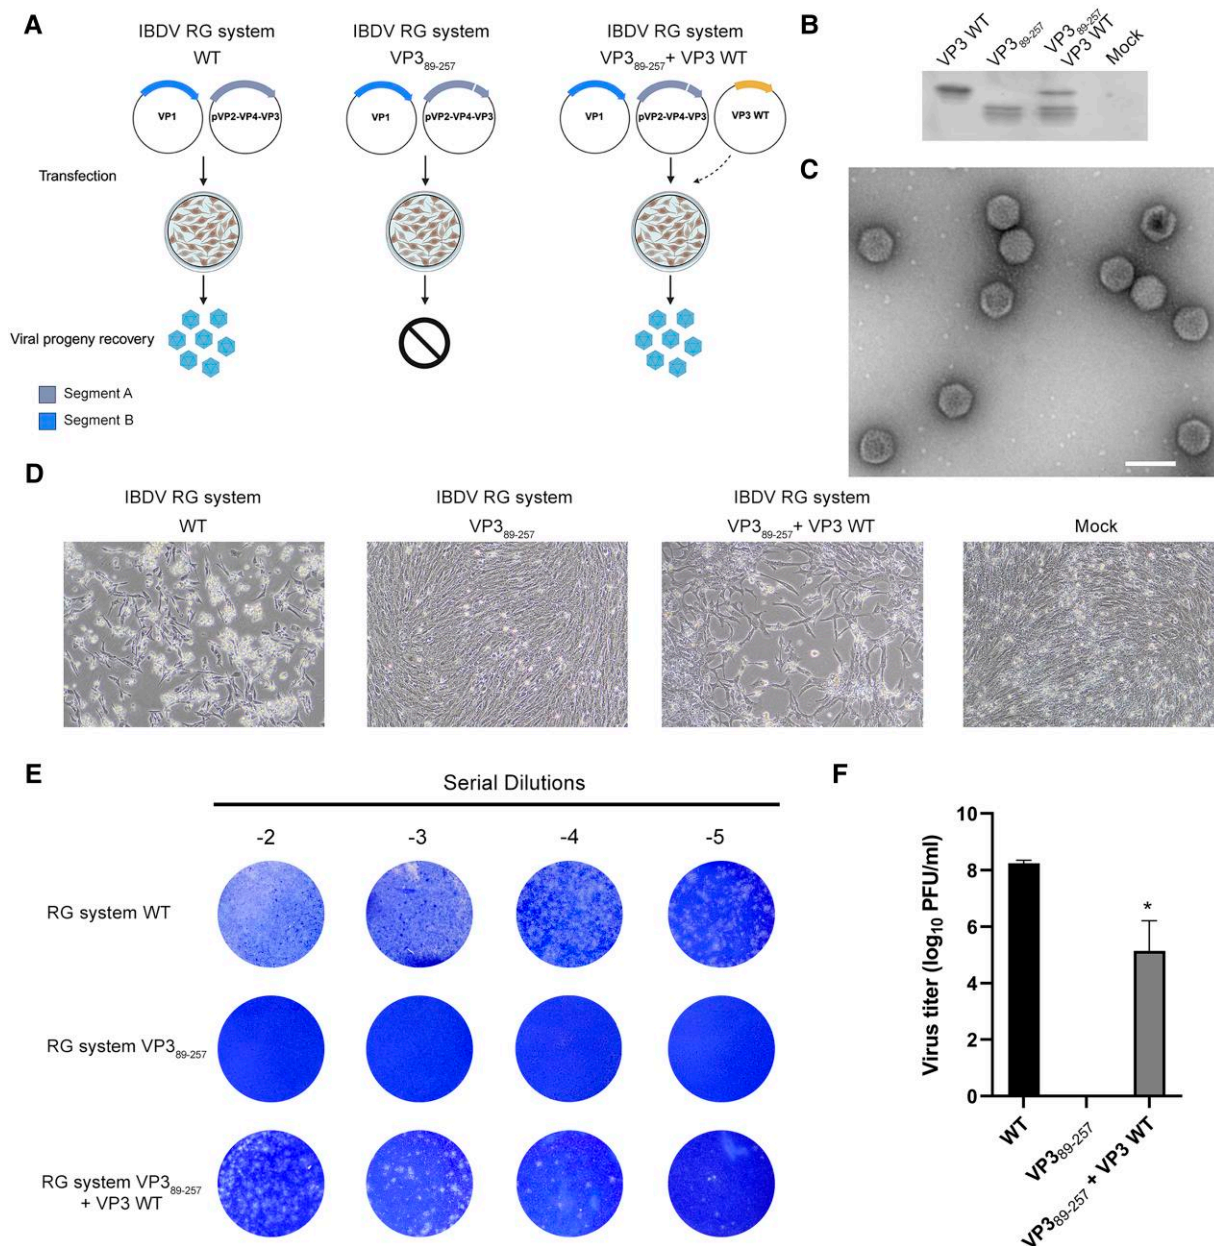 A
IBDV RG system
WT
IBDV RG system
VP3₈₉₋₂₅₇
IBDV RG system
VP3₈₉₋₂₅₇+ VP3 WT
VP1
pVP2-VP4-VP3
VP1
pVP2-VP4-VP3
VP1
pVP2-VP4-VP3
VP3 WT
Transfection
Viral progeny recovery
Segment A
Segment B
B
VP3 WT
VP3₈₉₋₂₅₇
VP3₈₉₋₂₅₇
VP3 WT
Mock
C
D
IBDV RG system
WT
IBDV RG system
VP3₈₉₋₂₅₇
IBDV RG system
VP3₈₉₋₂₅₇+ VP3 WT
Mock
E
Serial Dilutions
-2
-3
-4
-5
RG system WT
RG system VP3₈₉₋₂₅₇
RG system VP3₈₉₋₂₅₇
+ VP3 WT
F
Virus titer (log₁₀ PFU/ml)
10
8
6
4
2
0
*
WT
VP3₈₉₋₂₅₇
VP3₈₉₋₂₅₇ + VP3 WT